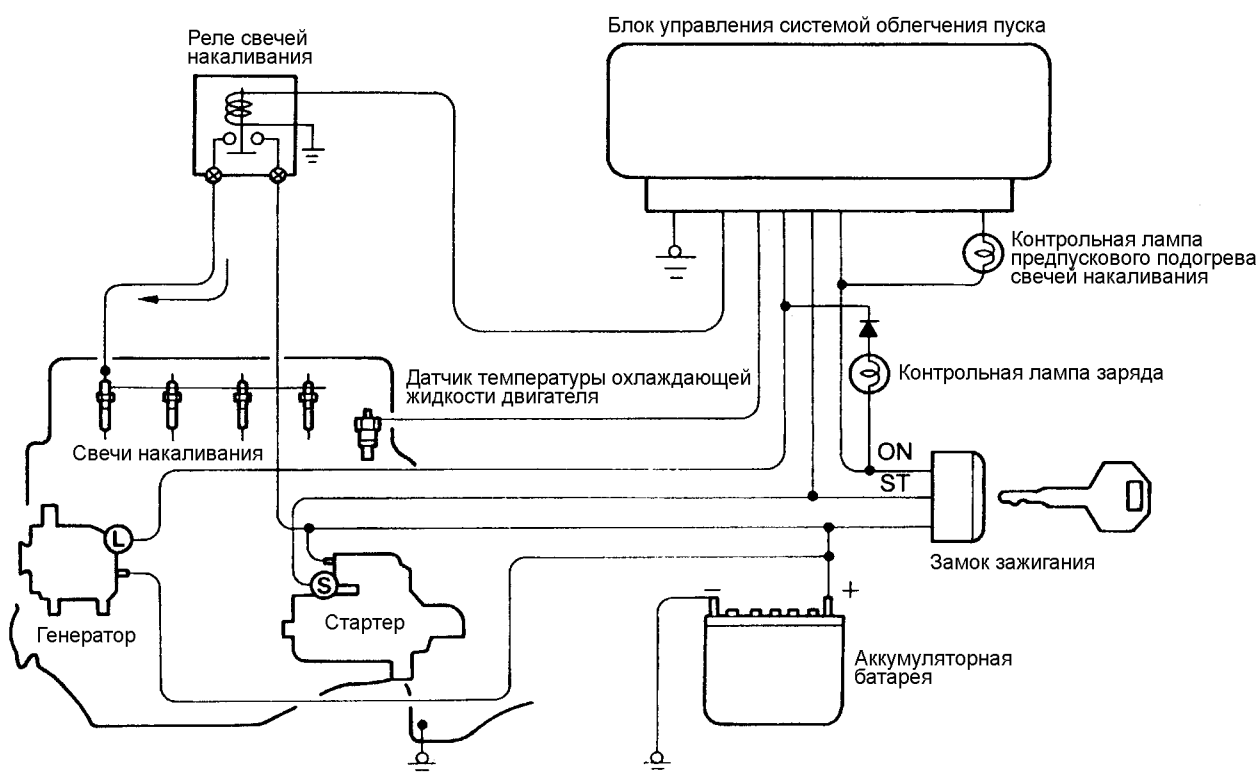 Блок управления системой облегчения пуска
Реле свечей
накаливания
Контрольная лампа
предпускового подогрева
свечей накаливания
Датчик температуры охлаждающей
жидкости двигателя
Контрольная лампа заряда
Свечи накаливания
ON
ST
L
Замок зажигания
S
− +
Генератор
Стартер
Аккумуляторная
батарея